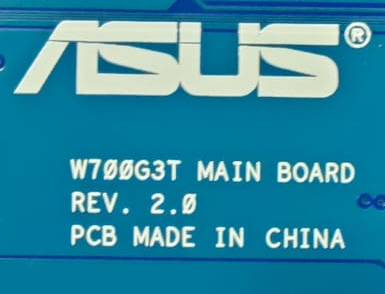 ASUS®
W700G3T MAIN BOARD
REV. 2.0
PCB MADE IN CHINA